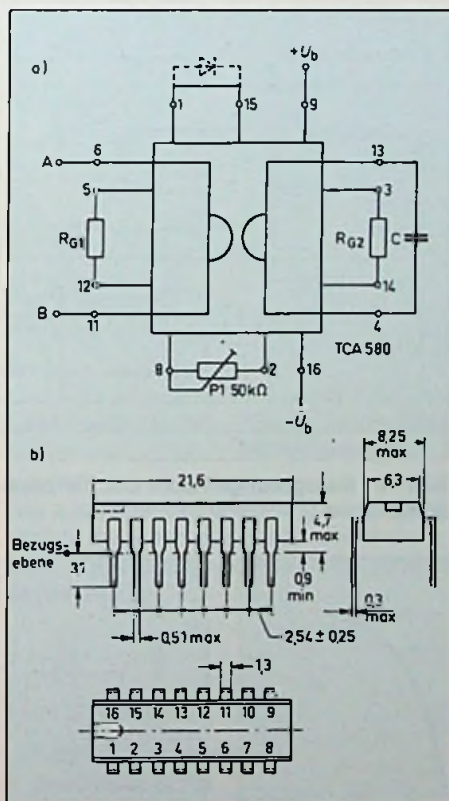 a)
+U_b
1 15 9
6 13
A
5 3
R_G1 R_G2 C
12 14
B
11 4
TCA 580
8 2 16
P1 50kΩ
-U_b
b)
21,6
8,25
max
6,3
4,7
max
Bezugs-
ebene
3,
0,9
min
0,51 max
2,54 ± 0,25
0,3
max
1,3
16 15 14 13 12 11 10 9
1 2 3 4 5 6 7 8